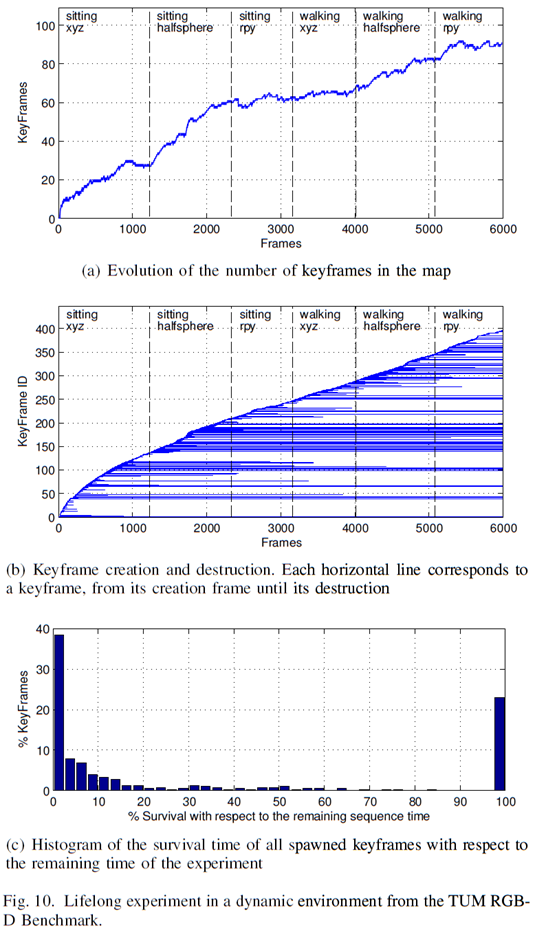 100
80
60
40
20
0
KeyFrames
sitting
xyz
sitting
halfsphere
sitting
rpy
walking
xyz
walking
halfsphere
walking
rpy
0 1000 2000 3000 4000 5000 6000
Frames
(a) Evolution of the number of keyframes in the map
400
350
300
250
200
150
100
50
0
KeyFrame ID
sitting
xyz
sitting
halfsphere
sitting
rpy
walking
xyz
walking
halfsphere
walking
rpy
0 1000 2000 3000 4000 5000 6000
Frames
(b) Keyframe creation and destruction. Each horizontal line corresponds to
a keyframe, from its creation frame until its destruction
40
30
20
10
0
% KeyFrames
0 10 20 30 40 50 60 70 80 90 100
% Survival with respect to the remaining sequence time
(c) Histogram of the survival time of all spawned keyframes with respect to
the remaining time of the experiment
Fig. 10. Lifelong experiment in a dynamic environment from the TUM RGB-
D Benchmark.